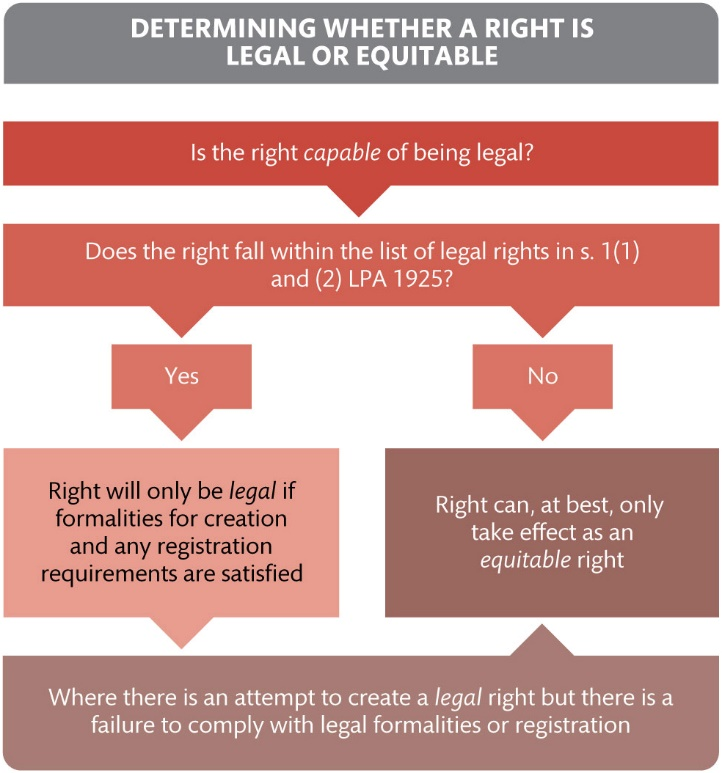 DETERMINING WHETHER A RIGHT IS
LEGAL OR EQUITABLE
Is the right capable of being legal?
Does the right fall within the list of legal rights in s. 1(1)
and (2) LPA 1925?
Yes
No
Right will only be legal if
formalities for creation
and any registration
requirements are satisfied
Right can, at best, only
take effect as an
equitable right
Where there is an attempt to create a legal right but there is a
failure to comply with legal formalities or registration